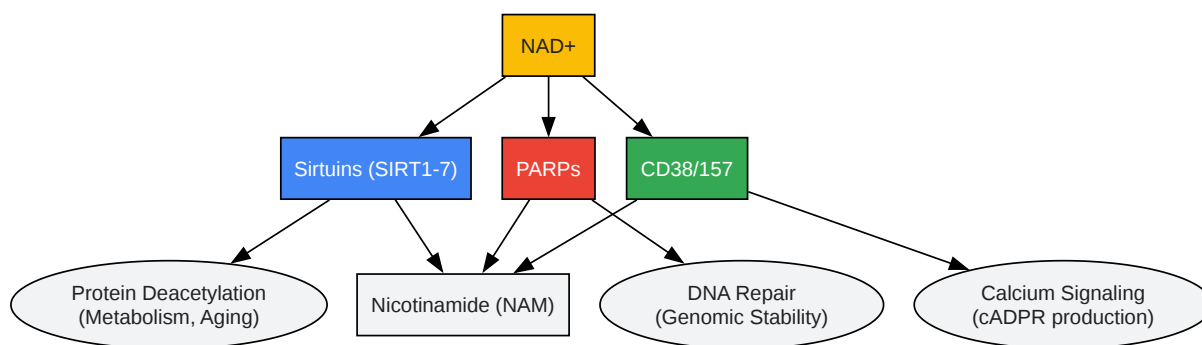 NAD+
Sirtuins (SIRT1-7)
PARPs
CD38/157
Protein Deacetylation
(Metabolism, Aging)
Nicotinamide (NAM)
DNA Repair
(Genomic Stability)
Calcium Signaling
(cADPR production)